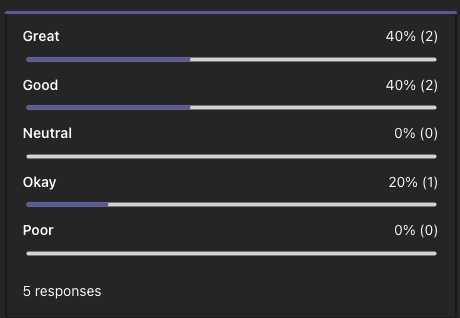 Great 40% (2)
Good 40% (2)
Neutral 0% (0)
Okay 20% (1)
Poor 0% (0)
5 responses